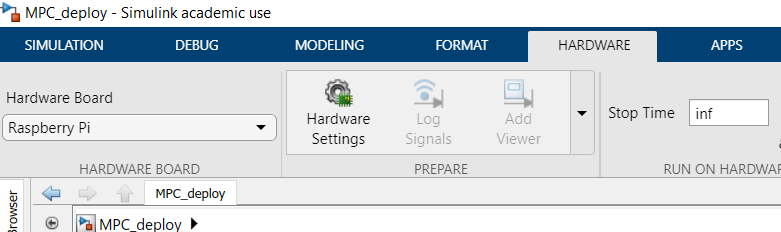 MPC_deploy - Simulink academic use
SIMULATION DEBUG MODELING FORMAT HARDWARE APPS
Hardware Board
Raspberry Pi
Hardware Settings
Log Signals
Add Viewer
Stop Time inf
HARDWARE BOARD PREPARE RUN ON HARDWA
Browser
MPC_deploy
MPC_deploy